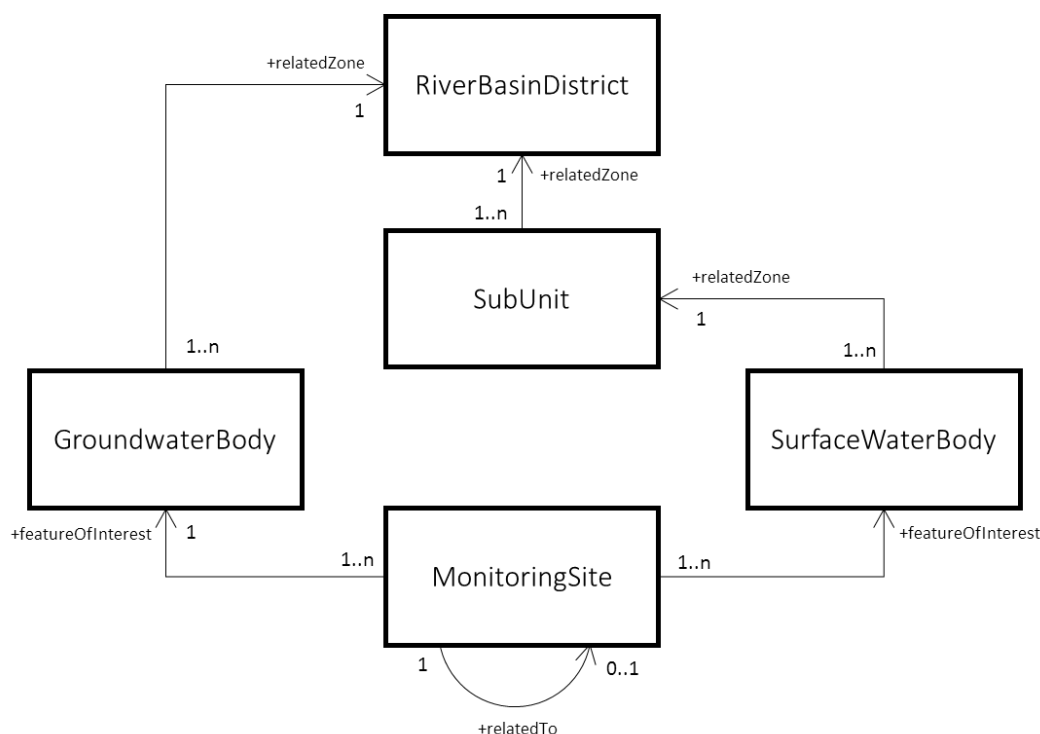 +relatedZone
1
RiverBasinDistrict
1
+relatedZone
1..n
SubUnit
+relatedZone
1
1..n
1..n
GroundwaterBody
SurfaceWaterBody
+featureOfInterest
1
+featureOfInterest
1..n
MonitoringSite
1..n
1
0..1
+relatedTo